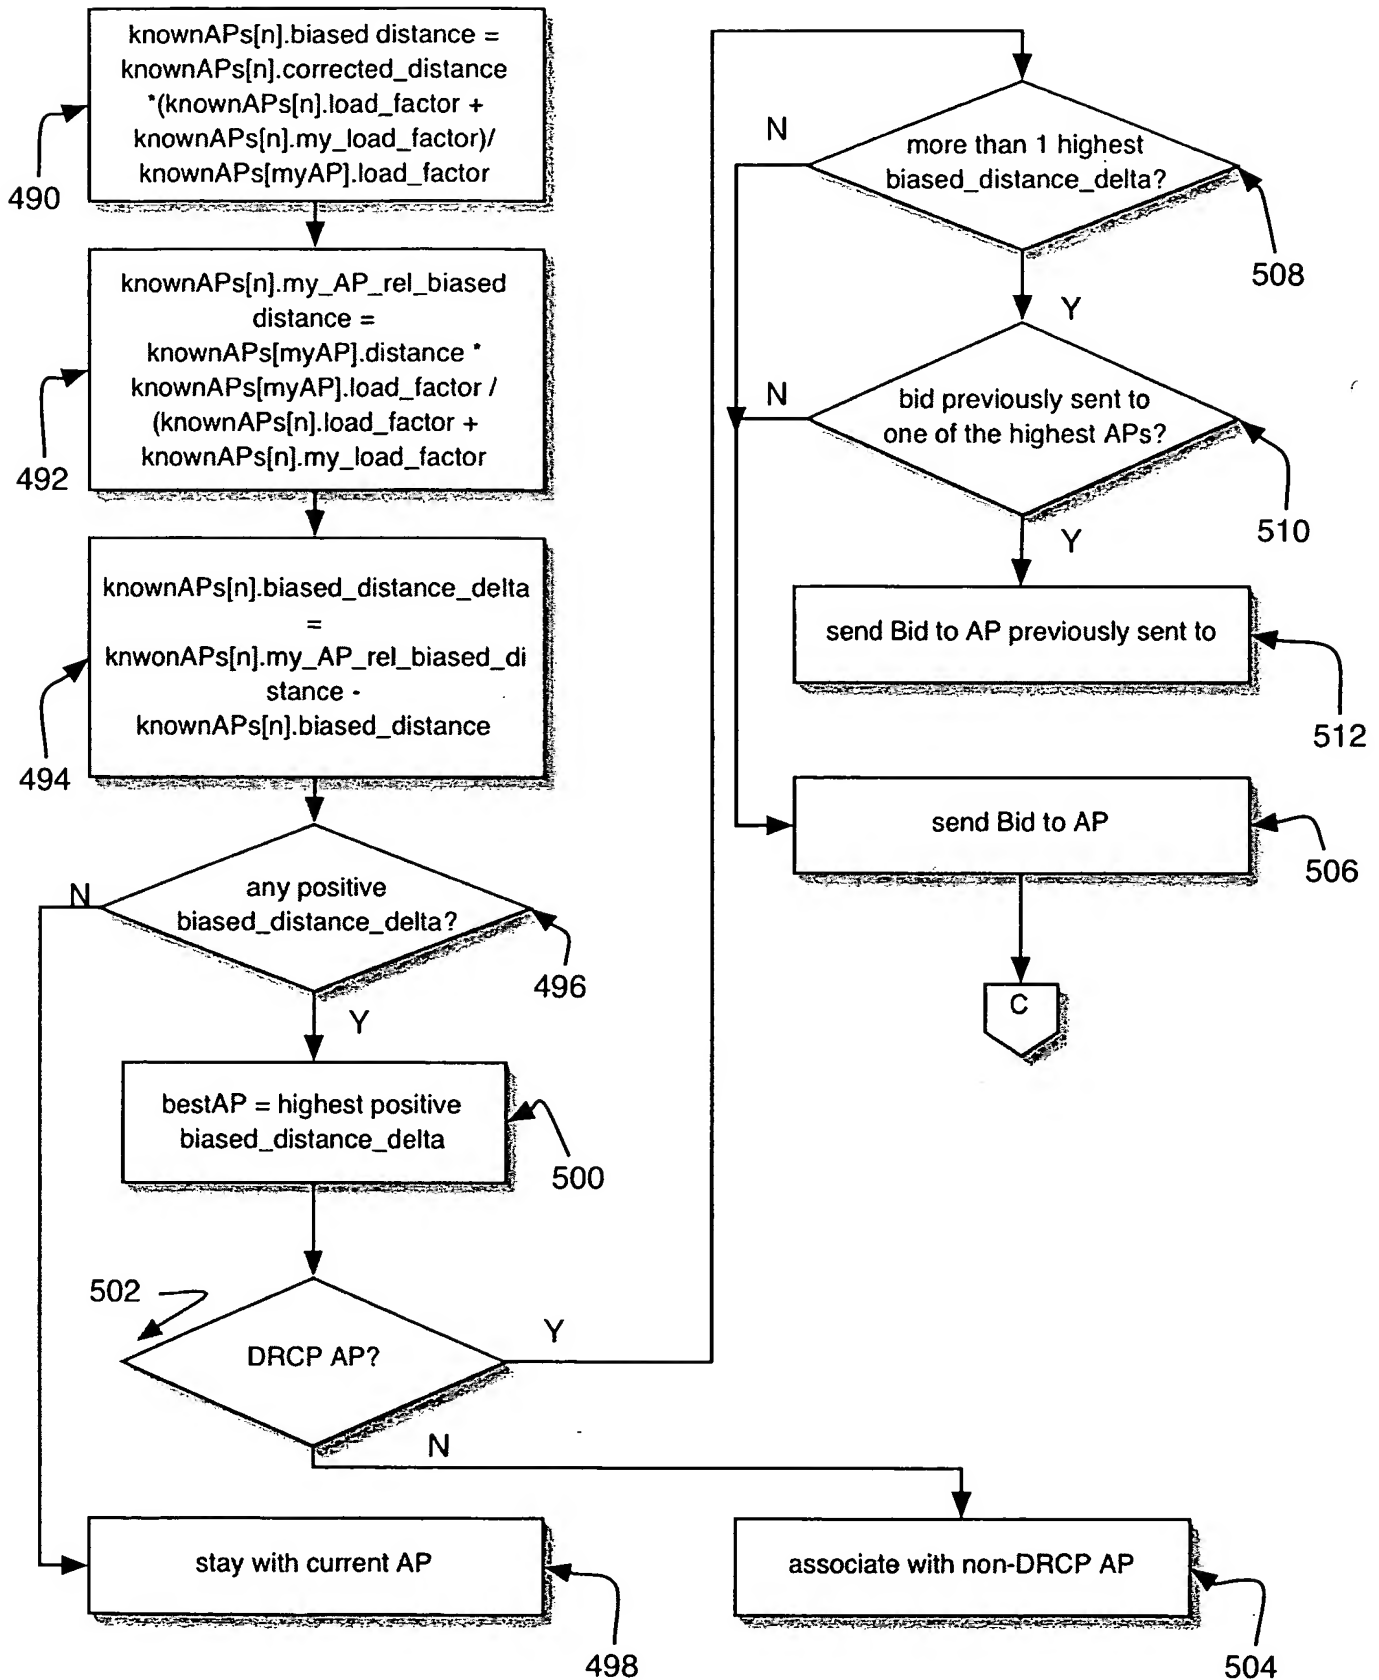 knownAPs[n].biased distance =
knownAPs[n].corrected_distance
*(knownAPs[n].load_factor +
knownAPs[n].my_load_factor)/
knownAPs[myAP].load_factor
490
knownAPs[n].my_AP_rel_biased
distance =
knownAPs[myAP].distance *
knownAPs[myAP].load_factor /
(knownAPs[n].load_factor +
knownAPs[n].my_load_factor
492
knownAPs[n].biased_distance_delta
=
knwonAPs[n].my_AP_rel_biased_di
stance -
knownAPs[n].biased_distance
494
N
any positive
biased_distance_delta?
496
Y
bestAP = highest positive
biased_distance_delta
500
502
DRCP AP?
Y
N
stay with current AP
498
associate with non-DRCP AP
504
N
more than 1 highest
biased_distance_delta?
508
Y
N
bid previously sent to
one of the highest APs?
510
Y
send Bid to AP previously sent to
512
send Bid to AP
506
C